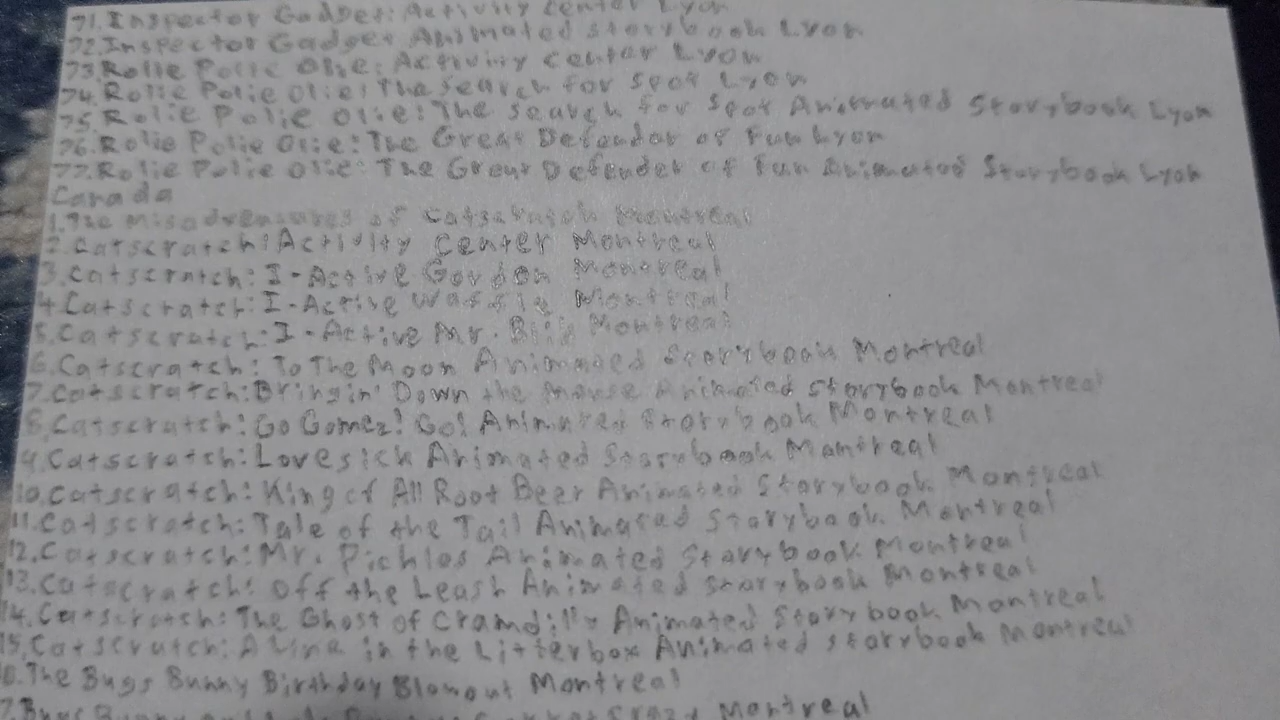 71.Inspector Gadget: Activity Center Lyon
72.Inspector Gadget Animated Storybook Lyon
73.Rolie Polie Olie: Activity Center Lyon
74.Rolie Polie Olie: The Search for Spot Lyon
75.Rolie Polie Olie: The Search for Spot Animated Storybook Lyon
76.Rolie Polie Olie: The Great Defender of Fun Lyon
77.Rolie Polie Olie: The Great Defender of Fun Animated Storybook Lyon
Canada
1.The Misadventures of Catscratch Montreal
2.Catscratch: Activity Center Montreal
3.Catscratch: I-Active Gordon Montreal
4.Catscratch: I-Active Waffle Montreal
5.Catscratch: I-Active Mr. Blik Montreal
6.Catscratch: To The Moon Animated Storybook Montreal
7.Catscratch: Bringin' Down the Mouse Animated Storybook Montreal
8.Catscratch: Go Gomez! Go! Animated Storybook Montreal
9.Catscratch: Lovesick Animated Storybook Montreal
10.Catscratch: King of All Root Beer Animated Storybook Montreal
11.Catscratch: Tale of the Tail Animated Storybook Montreal
12.Catscratch: Mr. Pickles Animated Storybook Montreal
13.Catscratch: Off the Leash Animated Storybook Montreal
14.Catscratch: The Ghost of Cramdilly Animated Storybook Montreal
15.Catscratch: A Line in the Litterbox Animated Storybook Montreal
16.The Bugs Bunny Birthday Blowout Montreal
Bugs Bunny Crazy Montreal